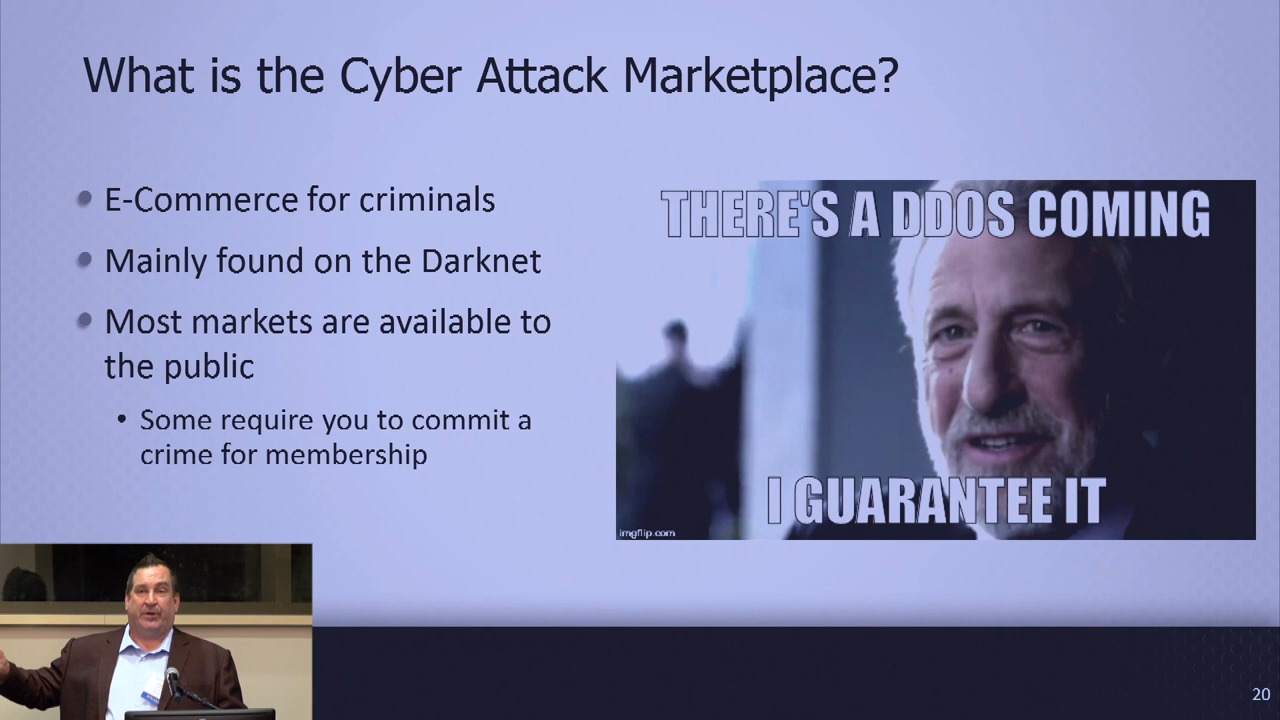 What is the Cyber Attack Marketplace?
E-Commerce for criminals
Mainly found on the Darknet
Most markets are available to
the public
Some require you to commit a
crime for membership
THERE'S A DDOS COMING
I GUARANTEE IT
imgflip.com
20